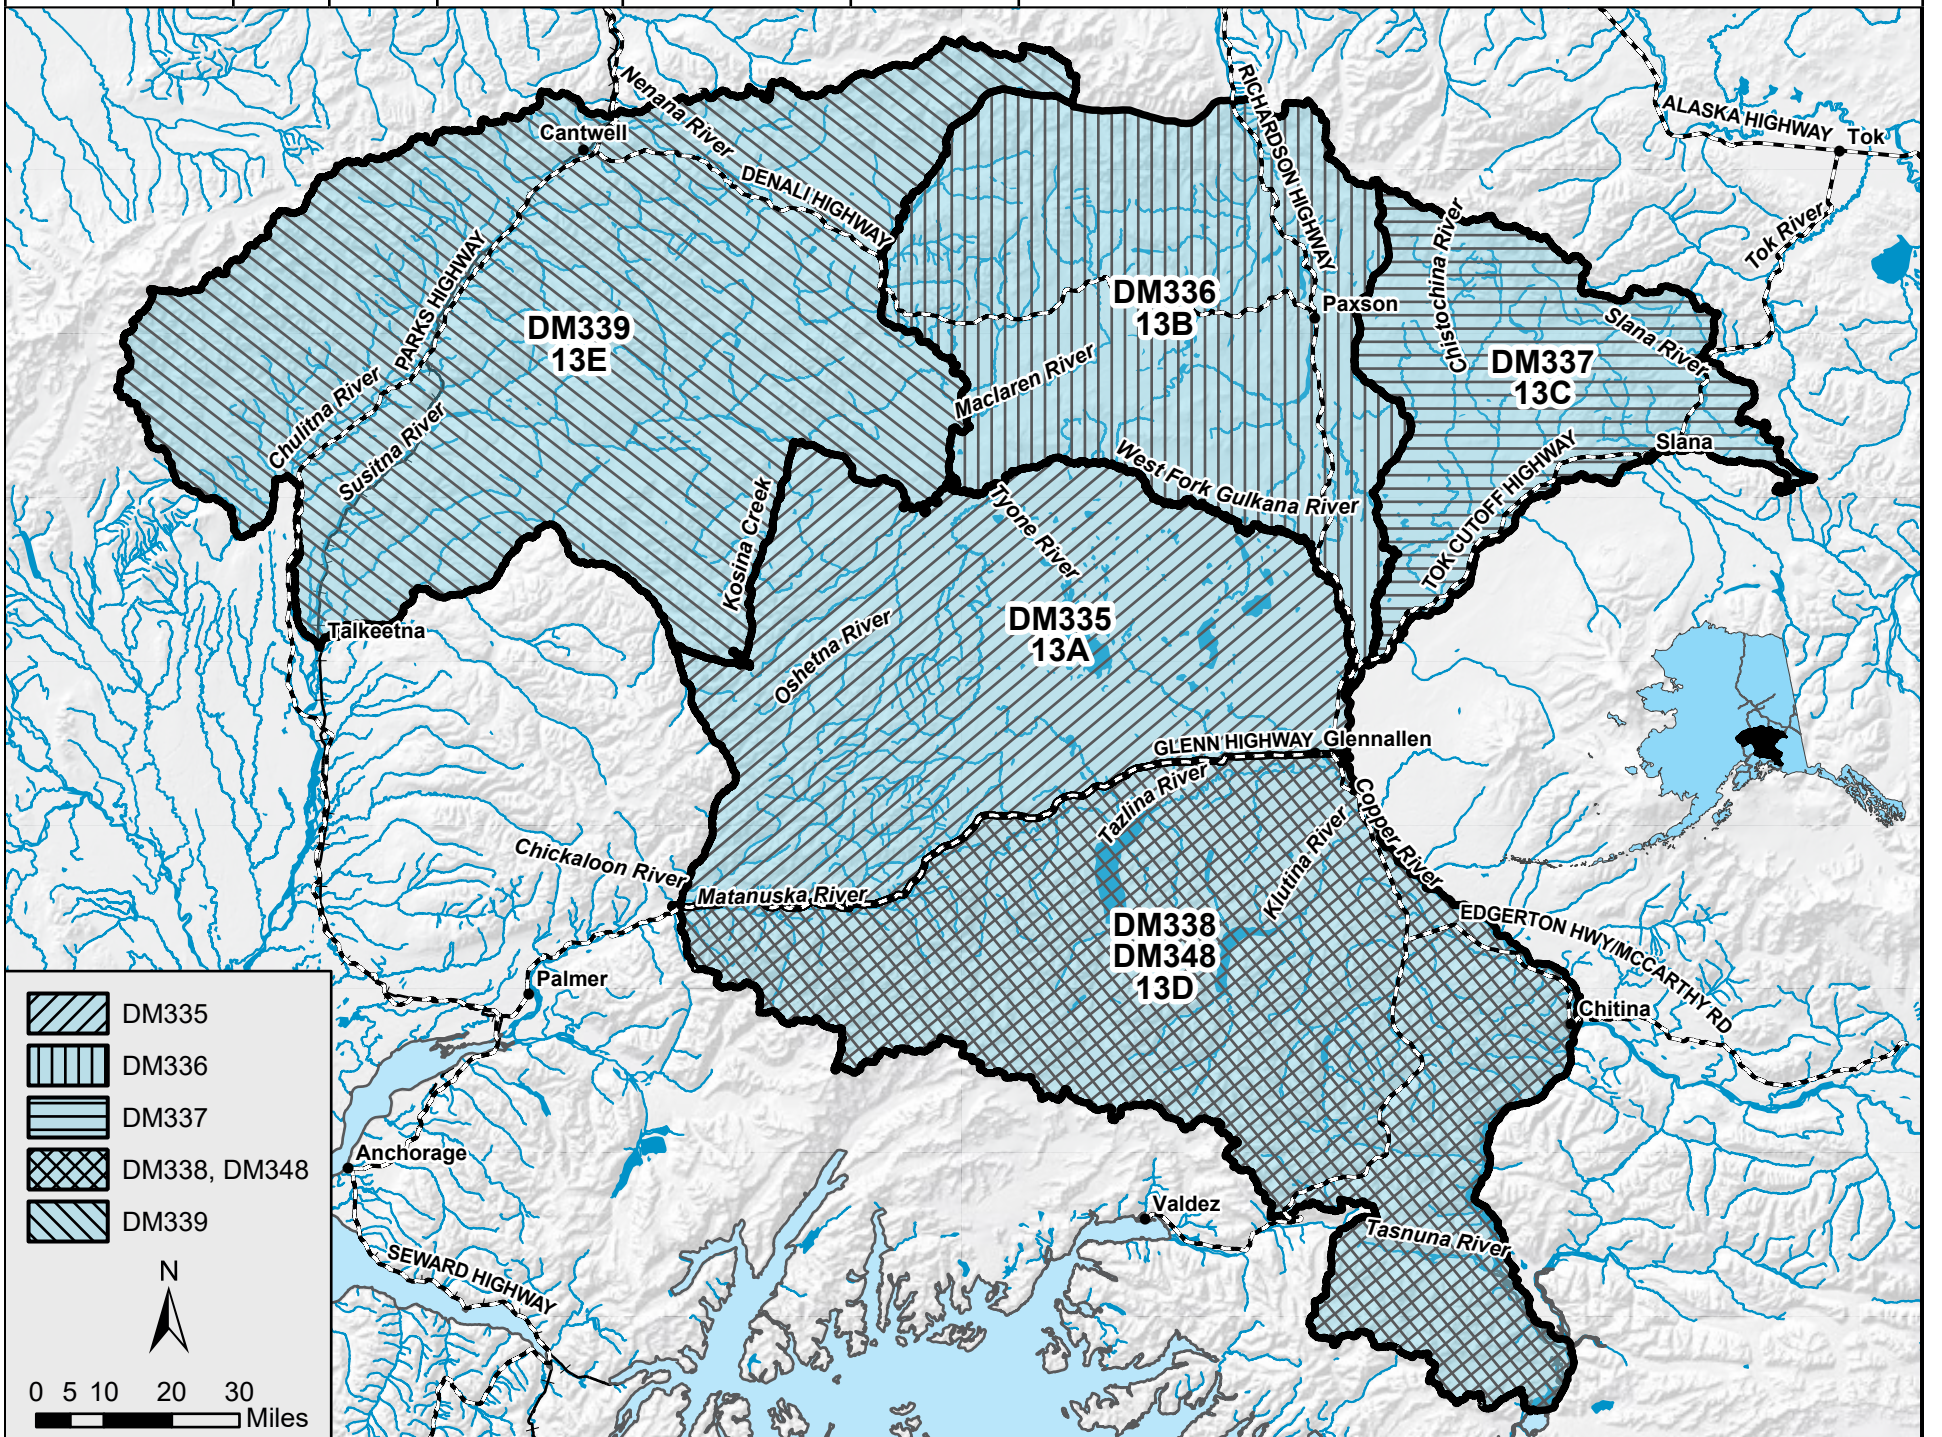 Nenana River
Cantwell
DENALI HIGHWAY
RICHARDSON HIGHWAY
ALASKA HIGHWAY
Tok
Tok River
PARKS HIGHWAY
DM339
13E
DM336
13B
Paxson
Chistochina River
Slana River
DM337
13C
Maclaren River
Chulitna River
Susitna River
West Fork Gulkana River
Slana
TOK CUTOFF HIGHWAY
Kosina Creek
Tyone River
Talkeetna
Oshetna River
DM335
13A
GLENN HIGHWAY
Glennallen
Tazlina River
Copper River
Klutina River
Chickaloon River
Matanuska River
DM338
DM348
13D
EDGERTON HWY/MCCARTHY RD
Chitina
Palmer
Anchorage
Valdez
Tasnuna River
SEWARD HIGHWAY
DM335
DM336
DM337
DM338, DM348
DM339
N
0 5 10 20 30
Miles